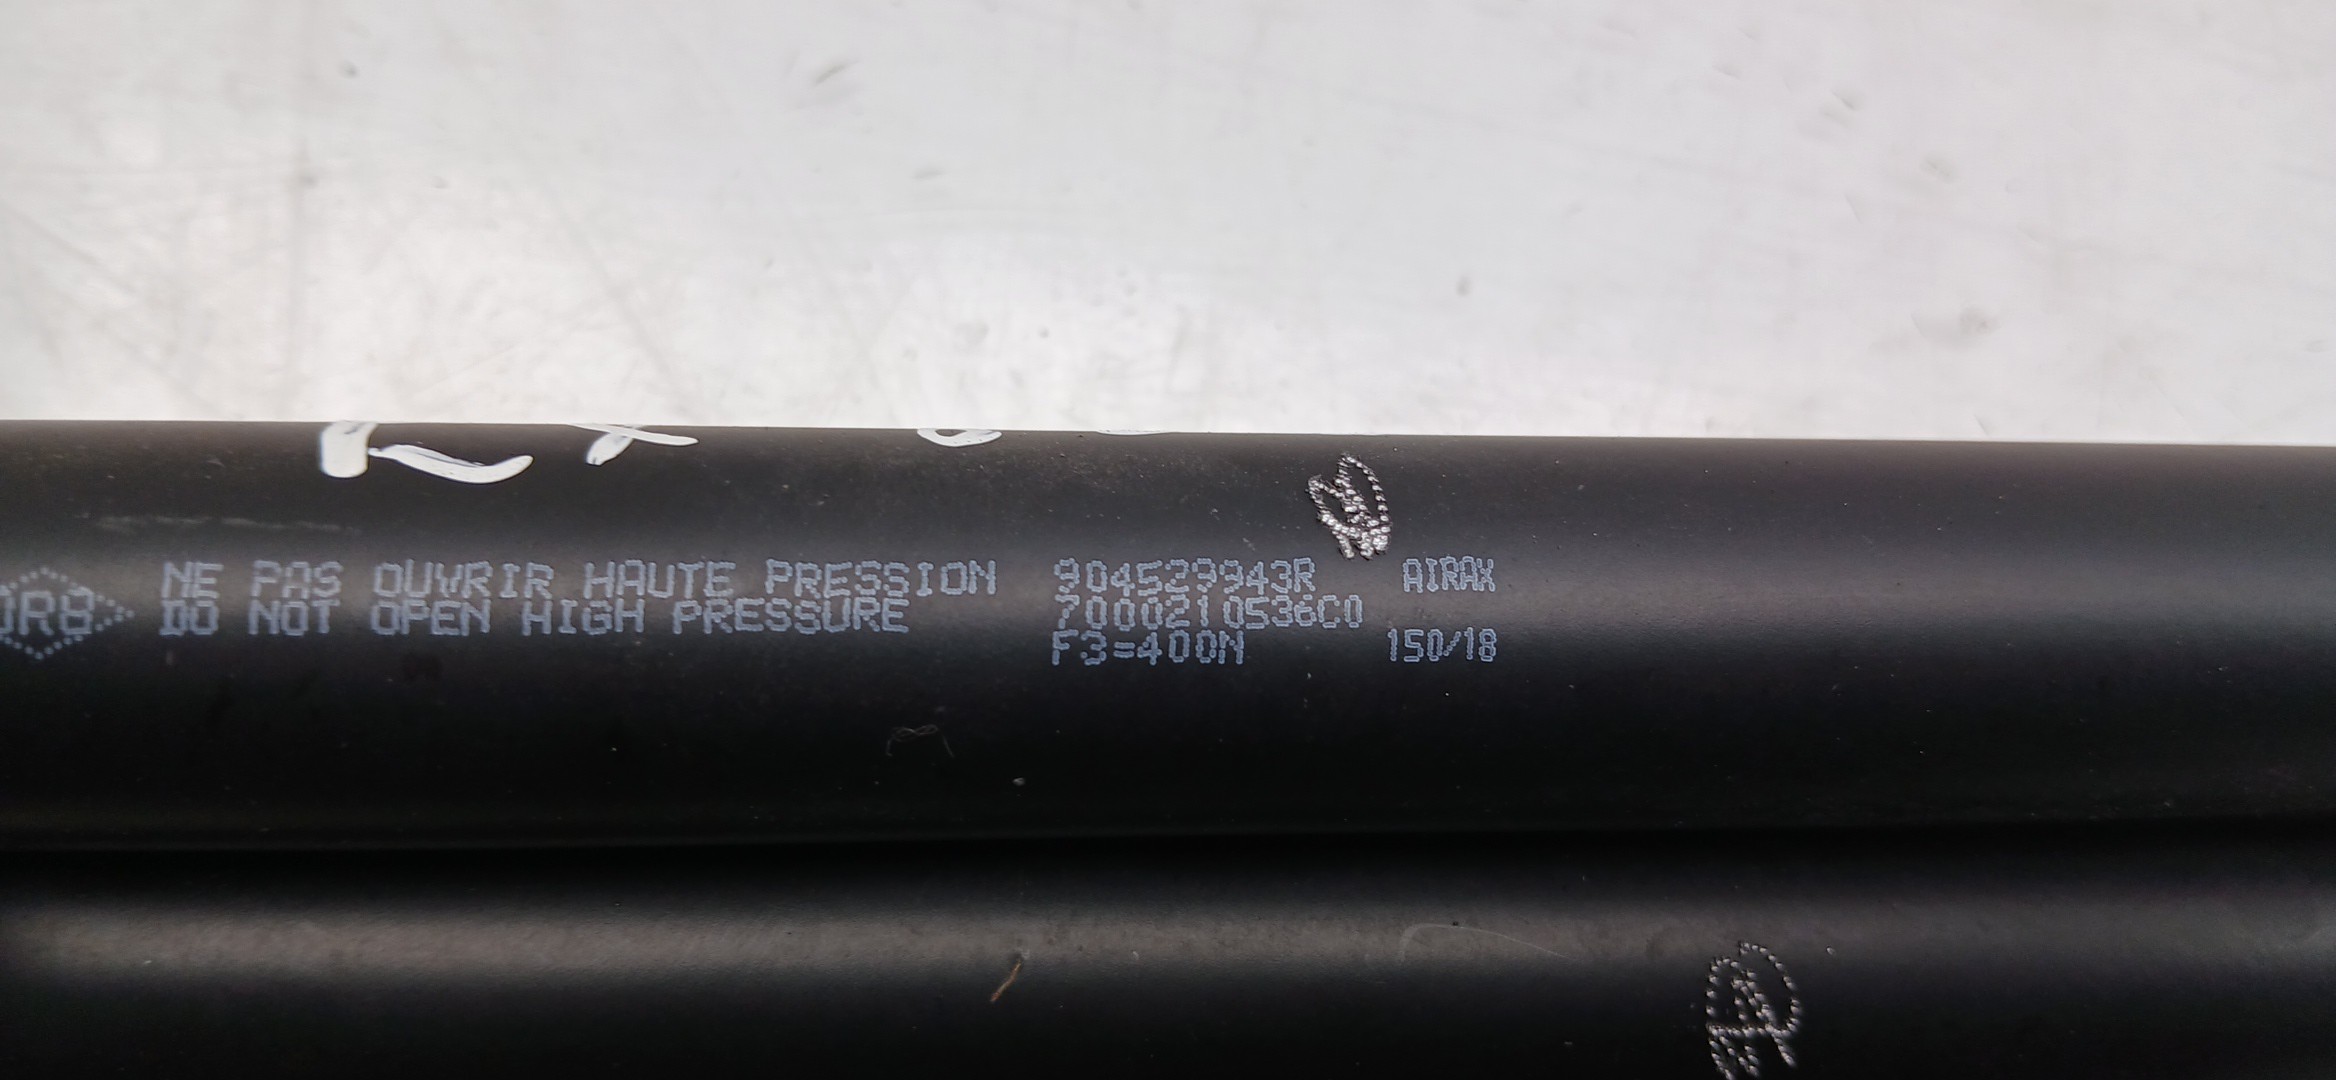 NE PAS OUVRIR HAUTE PRESSION 904529943R AIRAX
DO NOT OPEN HIGH PRESSURE 7000210536C0
F3=400N 150/18